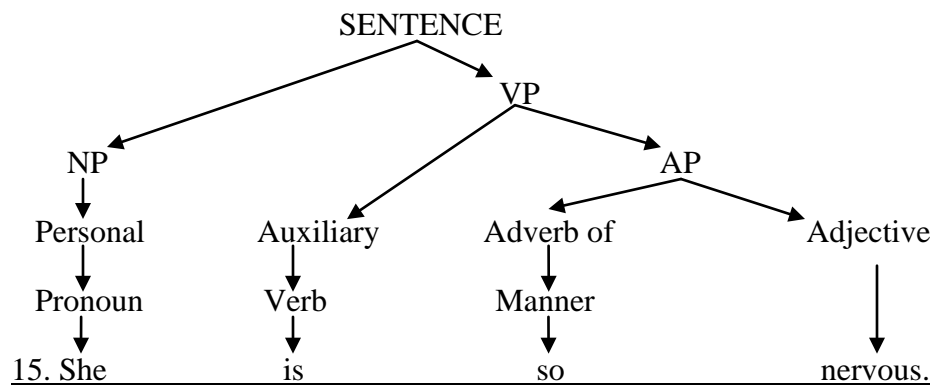 SENTENCE
VP
NP AP
Personal Auxiliary Adverb of Adjective
Pronoun Verb Manner
15. She is so nervous.